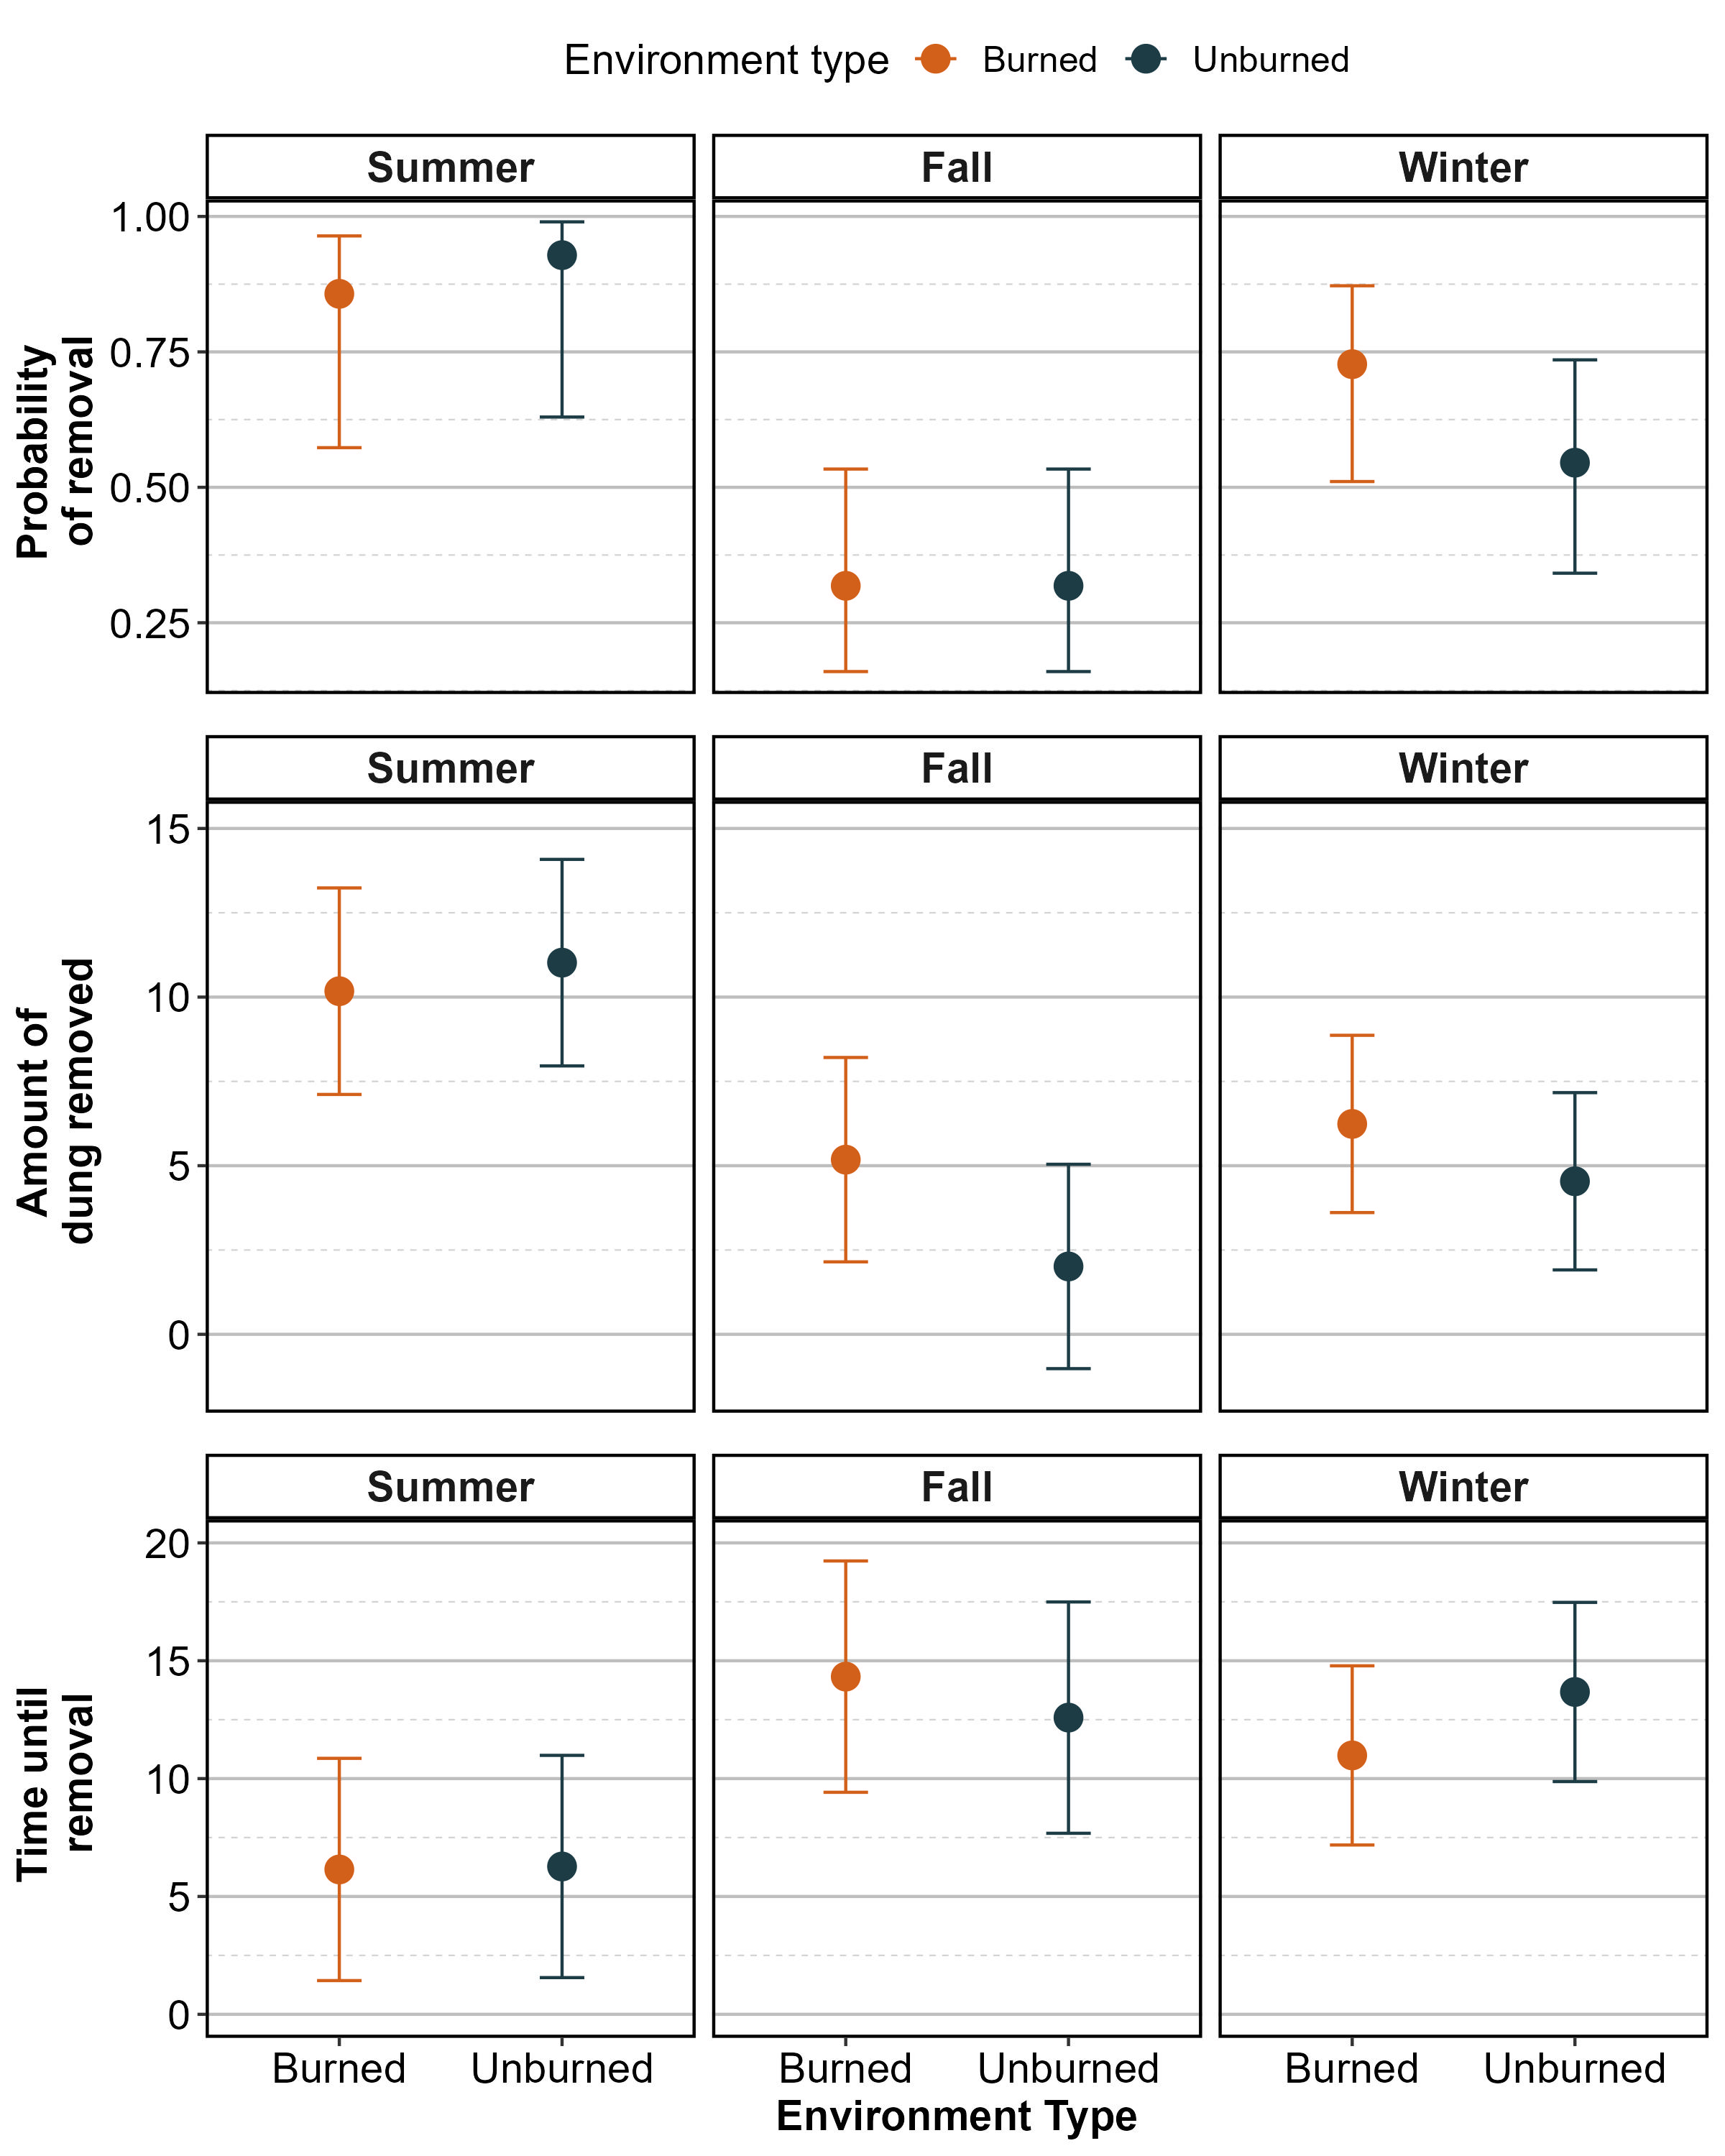 Environment type Burned Unburned
Summer Fall Winter
1.00
0.75
0.50
0.25
Probability
of removal
Summer Fall Winter
15
10
5
0
Amount of
dung removed
Summer Fall Winter
20
15
10
5
0
Time until
removal
Burned Unburned Burned Unburned Burned Unburned
Environment Type